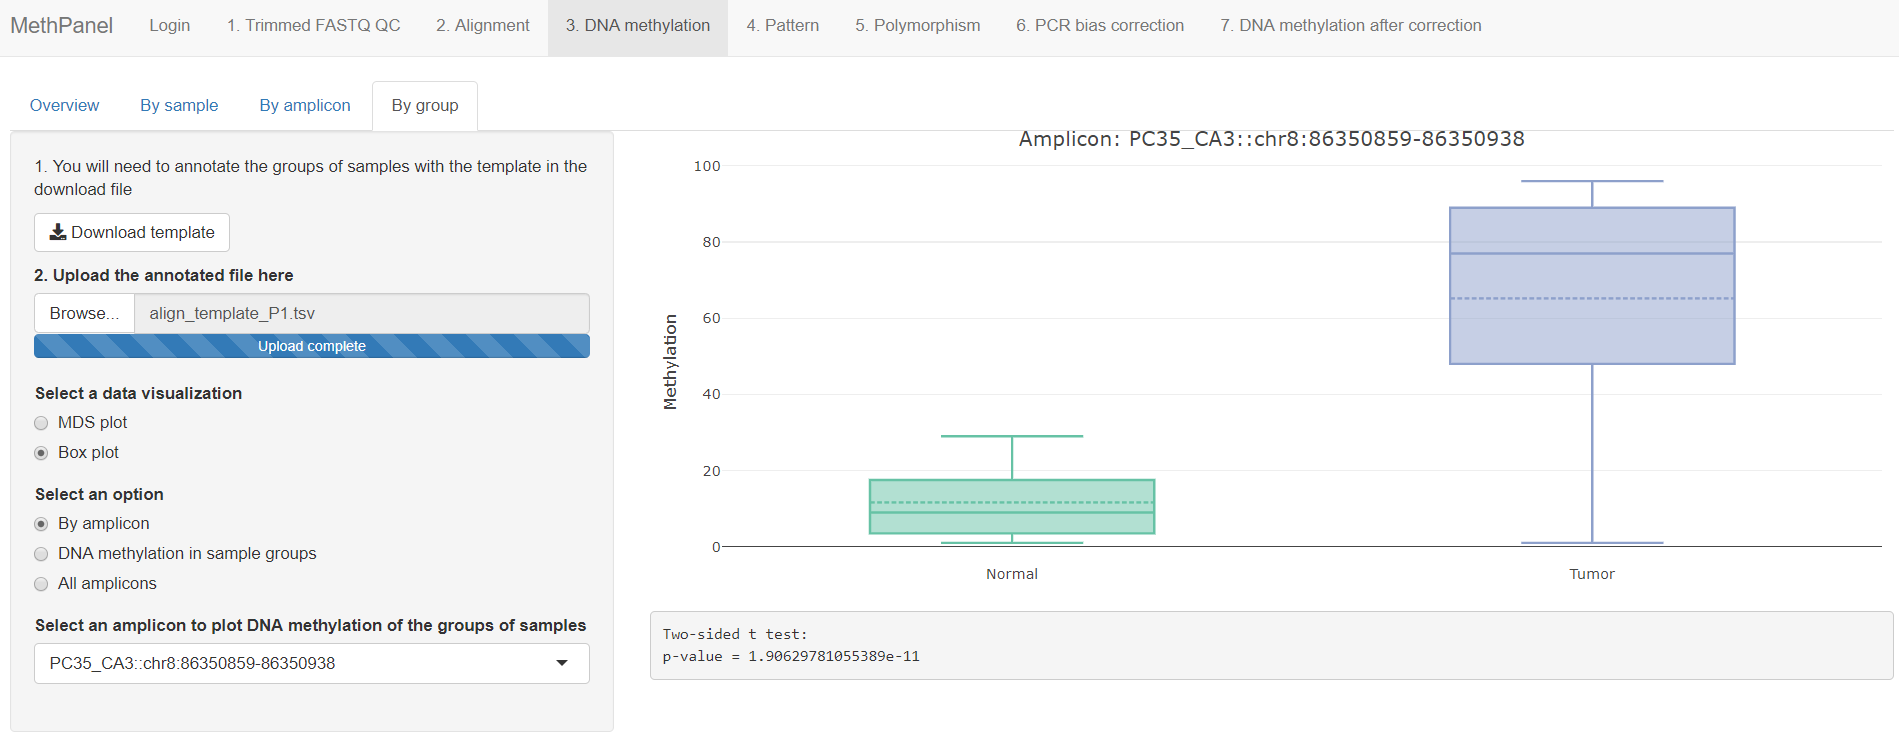 MethPanel Login 1. Trimmed FASTQ QC 2. Alignment 3. DNA methylation 4. Pattern 5. Polymorphism 6. PCR bias correction 7. DNA methylation after correction
Overview By sample By amplicon By group
1. You will need to annotate the groups of samples with the template in the
download file
Download template
2. Upload the annotated file here
Browse... align_template_P1.tsv
Upload complete
Select a data visualization
MDS plot
Box plot
Select an option
By amplicon
DNA methylation in sample groups
All amplicons
Select an amplicon to plot DNA methylation of the groups of samples
PC35_CA3::chr8:86350859-86350938
Amplicon: PC35_CA3::chr8:86350859-86350938
Methylation
100
80
60
40
20
0
Normal Tumor
Two-sided t test:
p-value = 1.90629781055389e-11